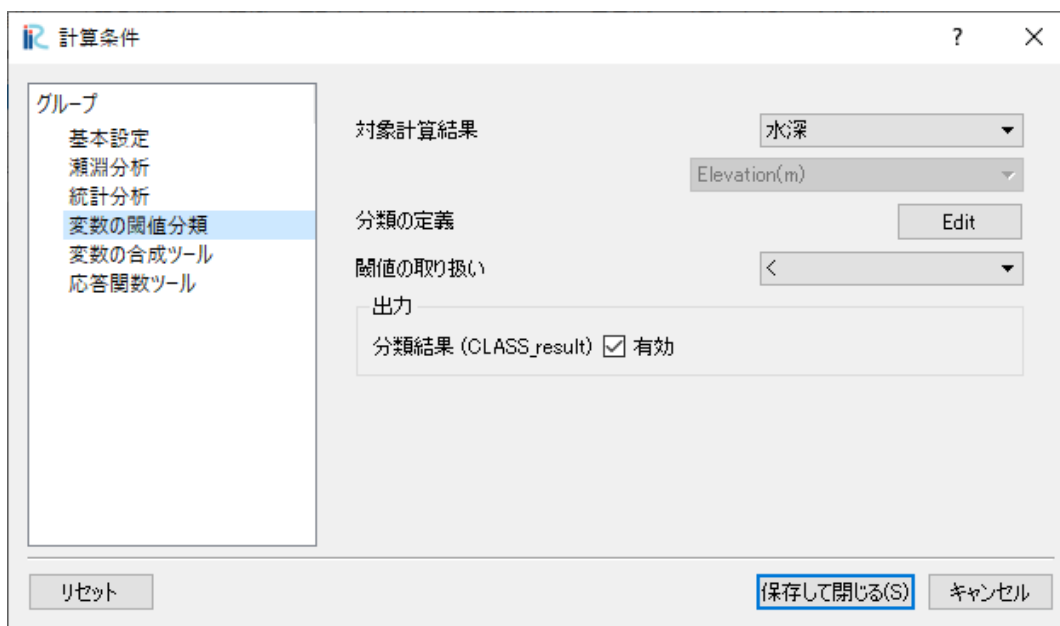 iRC 計算条件 ? ×
グループ
基本設定
瀬淵分析
統計分析
変数の閾値分類
変数の合成ツール
応答関数ツール
対象計算結果 水深
Elevation(m)
分類の定義 Edit
閾値の取り扱い <
出力
分類結果 (CLASS_result) 有効
リセット 保存して閉じる(S) キャンセル